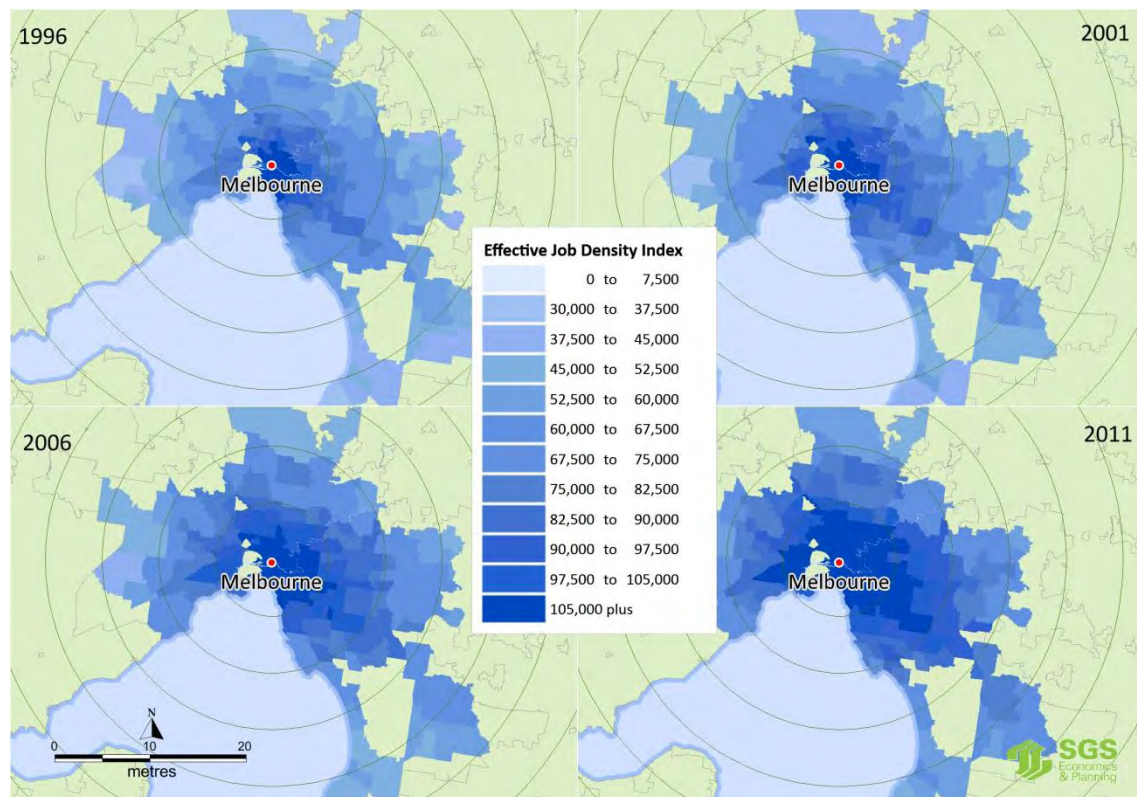 1996
2001
Melbourne
Melbourne
Effective Job Density Index
0 to 7,500
30,000 to 37,500
37,500 to 45,000
45,000 to 52,500
52,500 to 60,000
60,000 to 67,500
67,500 to 75,000
75,000 to 82,500
82,500 to 90,000
90,000 to 97,500
97,500 to 105,000
105,000 plus
2006
2011
Melbourne
Melbourne
N
0 10 20
metres
SGS
Economics
& Planning